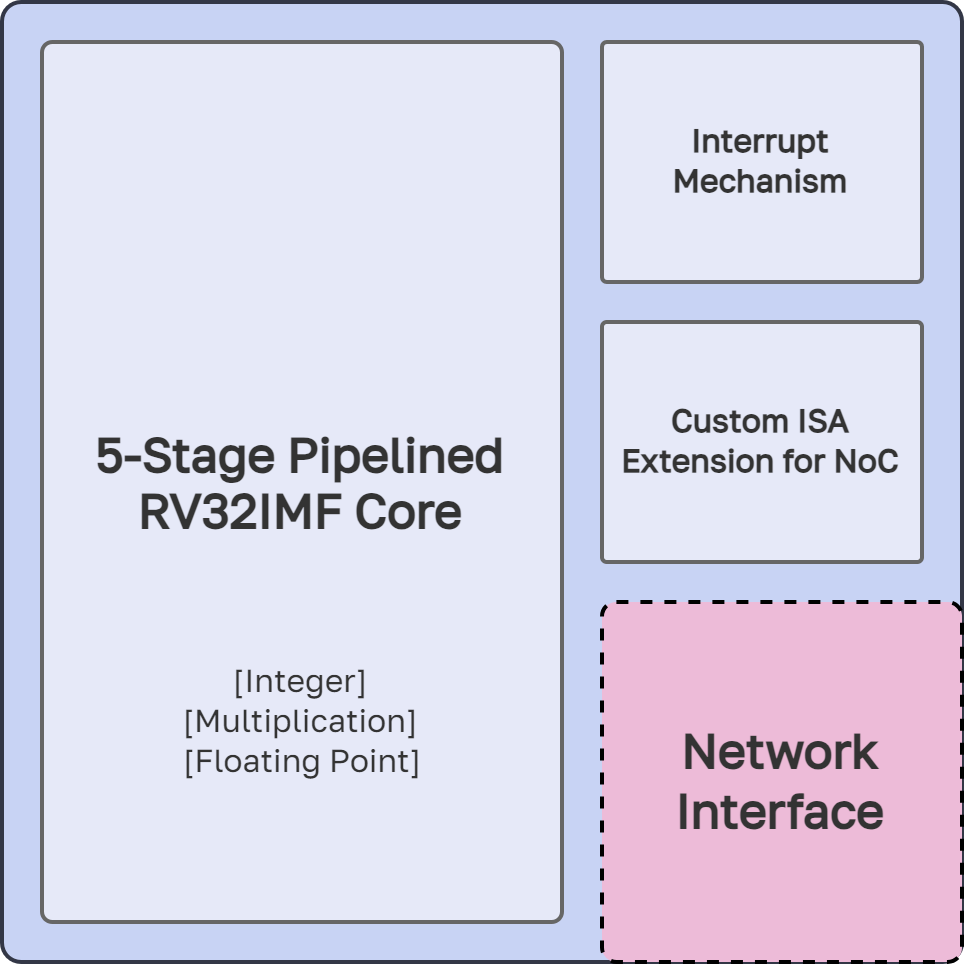 5-Stage Pipelined
RV32IMF Core
[Integer]
[Multiplication]
[Floating Point]
Interrupt
Mechanism
Custom ISA
Extension for NoC
Network
Interface